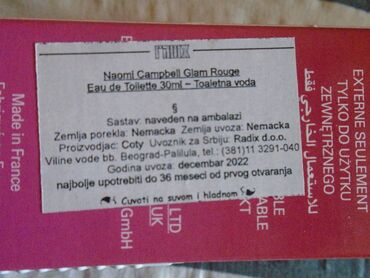 Naomi Campbell Glam Rouge
Eau de Toilette 30ml – Toaletna voda
§
Sastav: naveden na ambalazi
Zemlja porekla: Nemacka Zemlja uvoza: Nemacka
Proizvodjac: Coty Uvoznik za Srbiju: Radix d.o.o.
Viline vode bb. Beograd-Palilula, tel.: (381)11 3291-040
Godina uvoza: decembar 2022
najbolje upotrebiti do 36 meseci od prvog otvaranja
Cuvati na suvom i hladnom
Made in France
EXTERNE SEULEMENT
TYLKO DO UŻYTKU
ZEWNĘTRZNEGO
للاستعمال الخارجي فقط
LTD
UK
GmbH